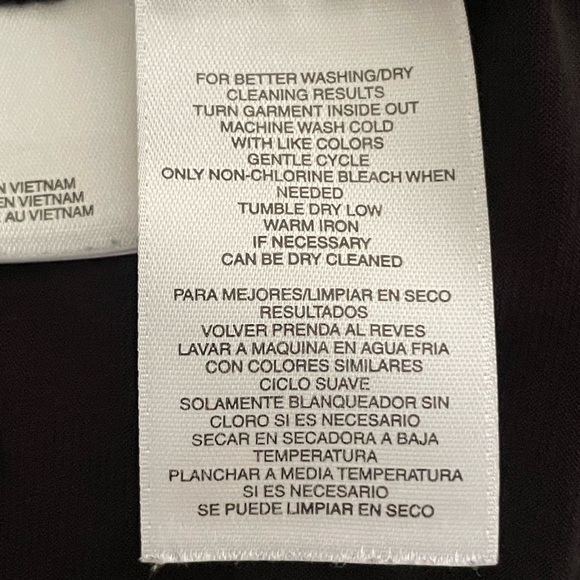 N VIETNAM
EN VIETNAM
AU VIETNAM
FOR BETTER WASHING/DRY
CLEANING RESULTS
TURN GARMENT INSIDE OUT
MACHINE WASH COLD
WITH LIKE COLORS
GENTLE CYCLE
ONLY NON-CHLORINE BLEACH WHEN
NEEDED
TUMBLE DRY LOW
WARM IRON
IF NECESSARY
CAN BE DRY CLEANED
PARA MEJORES/LIMPIAR EN SECO
RESULTADOS
VOLVER PRENDA AL REVES
LAVAR A MAQUINA EN AGUA FRIA
CON COLORES SIMILARES
CICLO SUAVE
SOLAMENTE BLANQUEADOR SIN
CLORO SI ES NECESARIO
SECAR EN SECADORA A BAJA
TEMPERATURA
PLANCHAR A MEDIA TEMPERATURA
SI ES NECESARIO
SE PUEDE LIMPIAR EN SECO